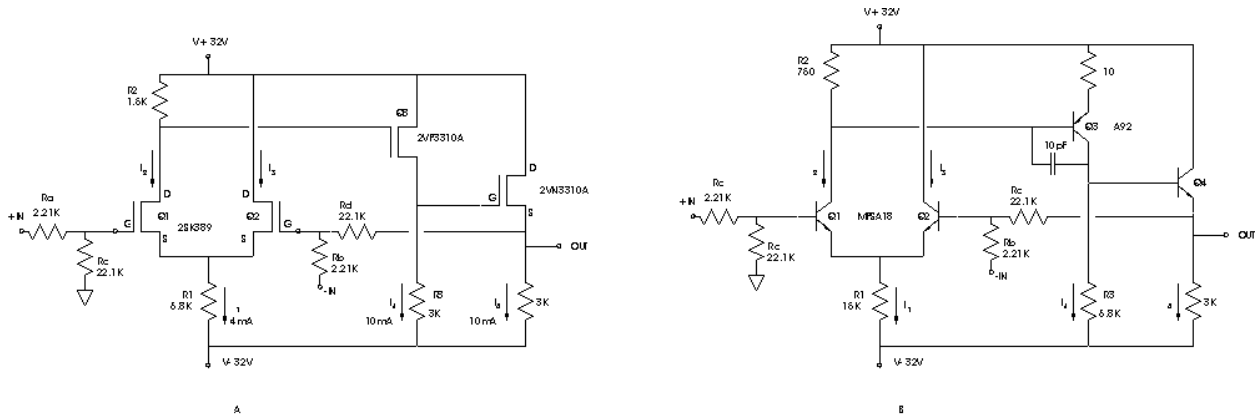 V+ 32V
R2
1.5K
Q3
2VP3310A
I2
I3
D
D
D
2VN3310A
Ra
2.21K
+IN
G
Q1
2SK389
Q2
G
Rd
22.1K
G
S
S
S
OUT
Rc
22.1K
Rb
2.21K
-IN
R1
6.8K
4mA
I4
10mA
R3
3K
I5
10mA
3K
V- 32V
A
V+ 32V
R2
750
10
Q3
A92
10pF
2
I3
Q4
Rc
2.21K
+IN
Q1
MPSA18
Q2
Rc
22.1K
OUT
Rc
22.1K
Rb
2.21K
-IN
R1
15K
I1
I4
R3
6.8K
3K
V- 32V
B